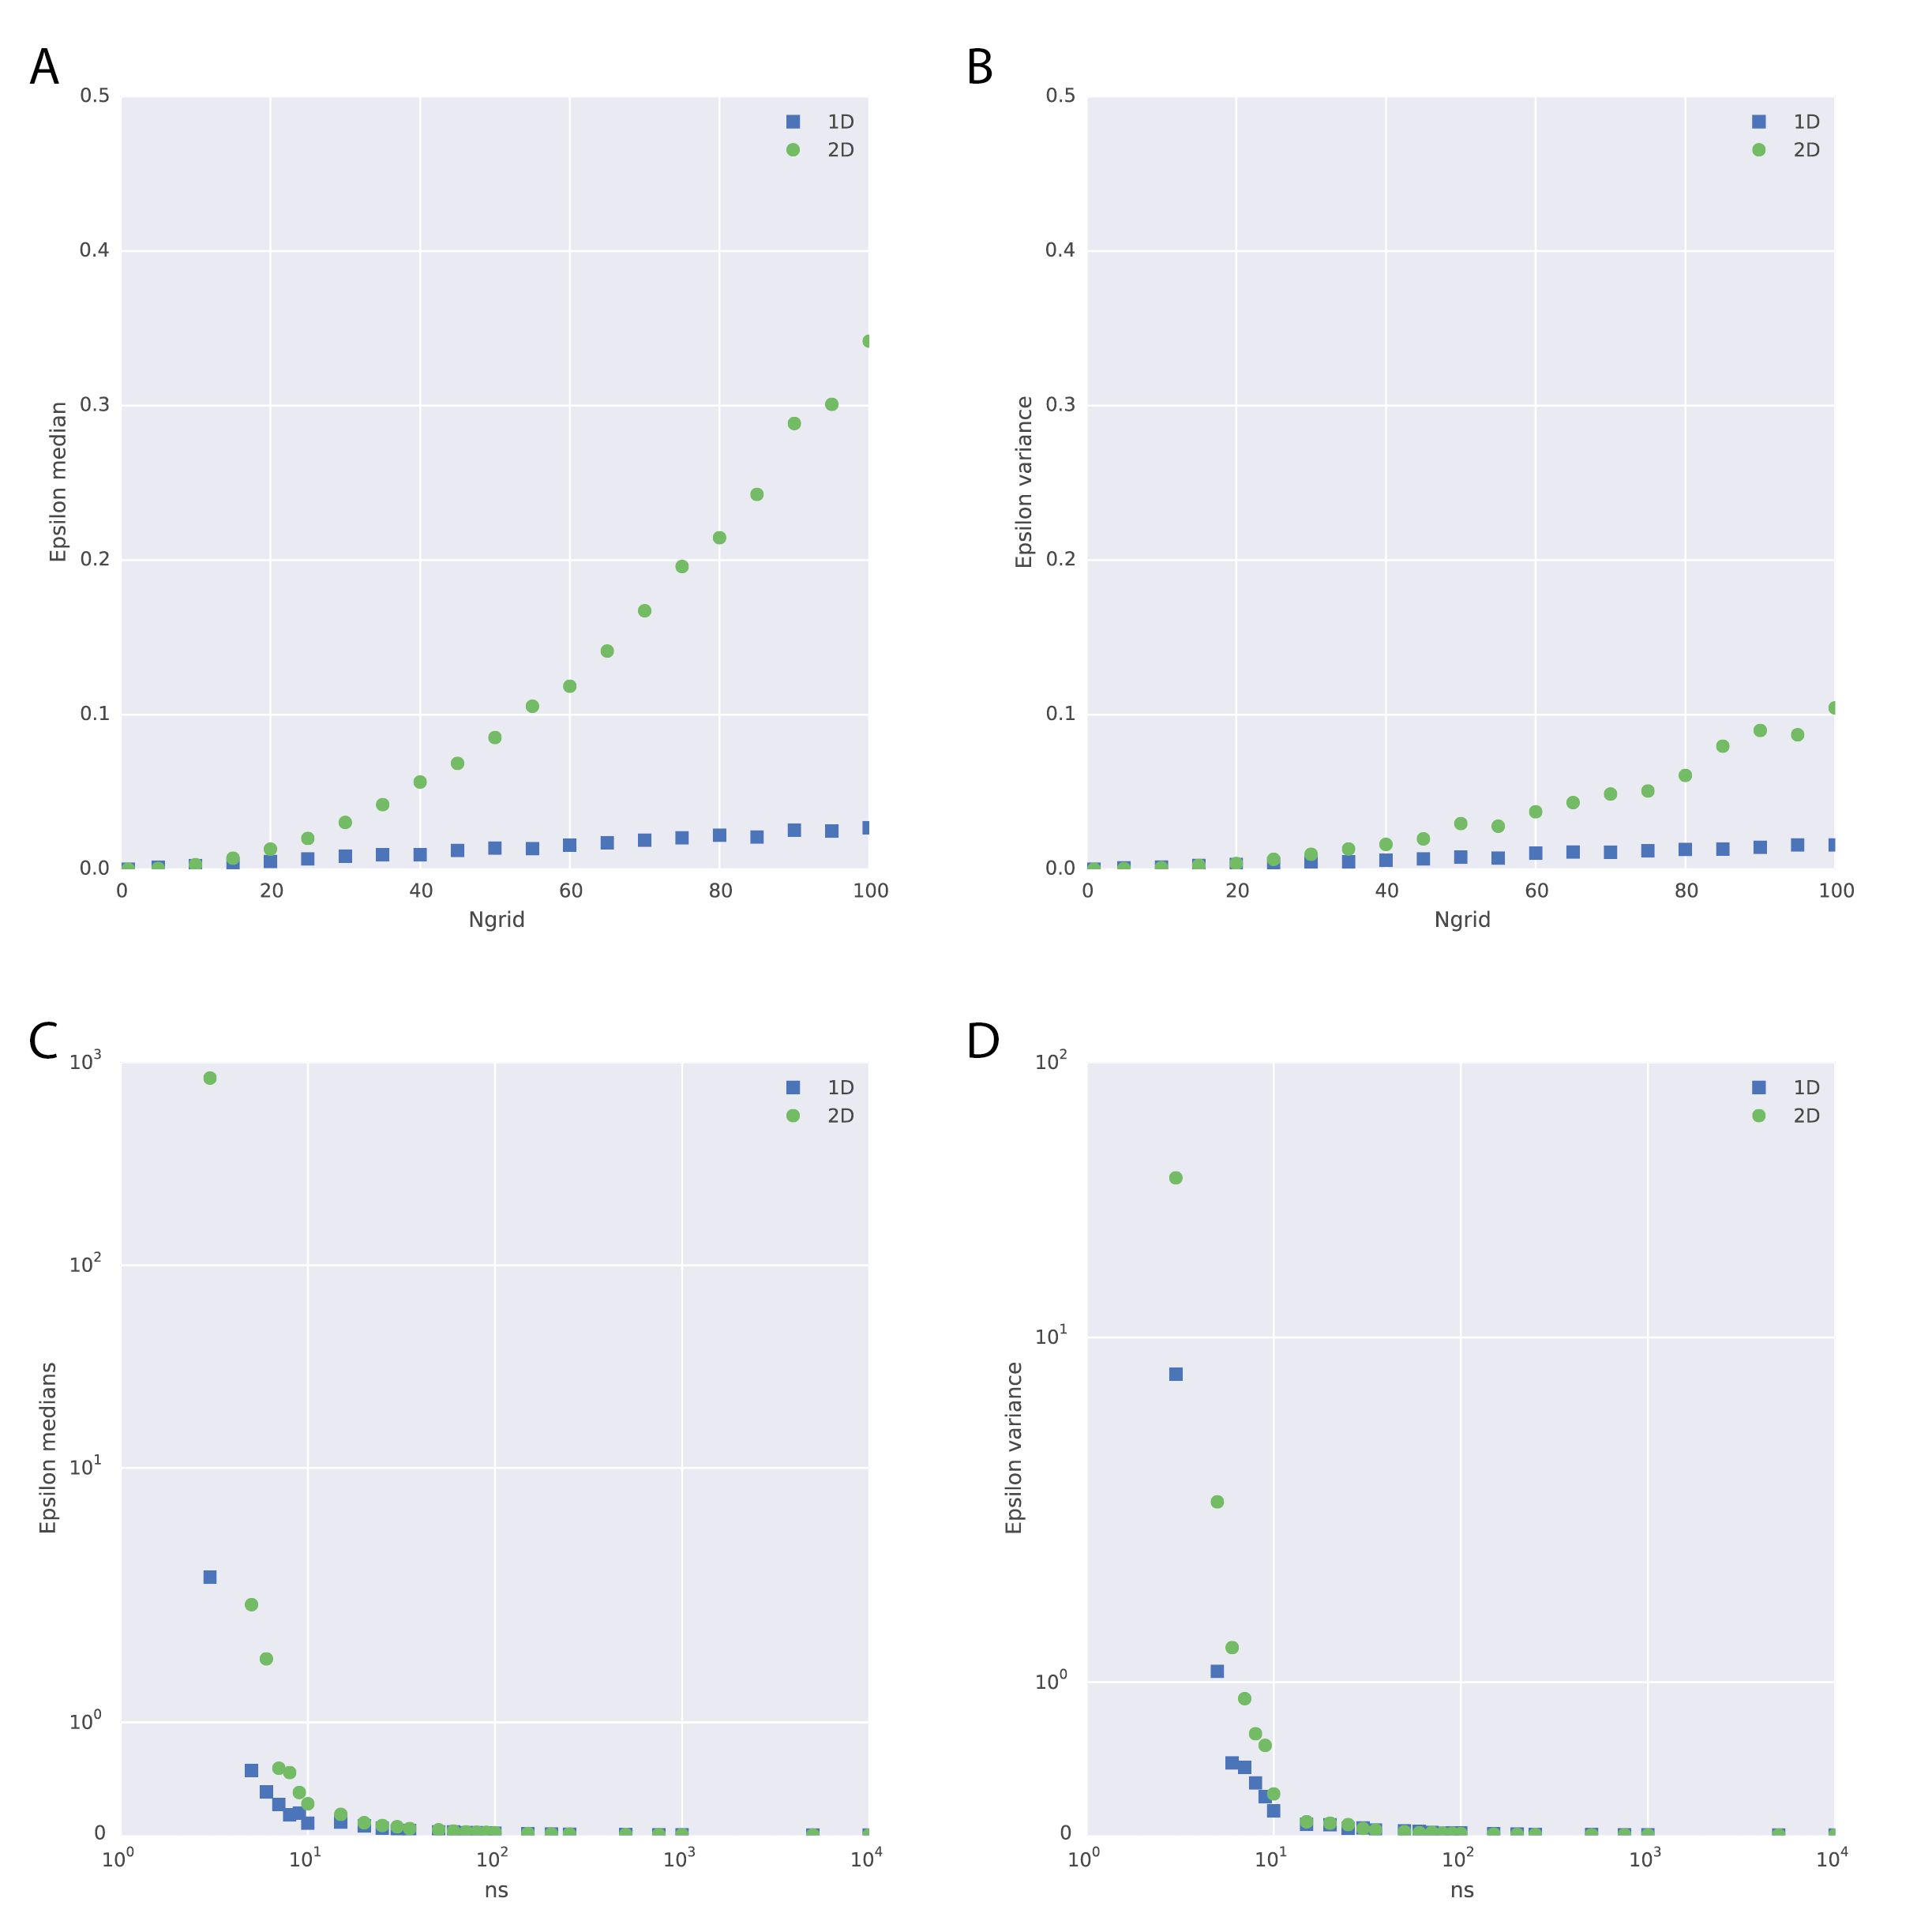 A
B
0.5
0.4
0.3
0.2
0.1
0.0
Epsilon median
1D
2D
0 20 40 60 80 100
Ngrid
0.5
0.4
0.3
0.2
0.1
0.0
Epsilon variance
1D
2D
0 20 40 60 80 100
Ngrid
C
D
10³
10²
10¹
10⁰
0
Epsilon medians
1D
2D
10⁰ 10¹ 10² 10³ 10⁴
ns
10²
10¹
10⁰
0
Epsilon variance
1D
2D
10⁰ 10¹ 10² 10³ 10⁴
ns